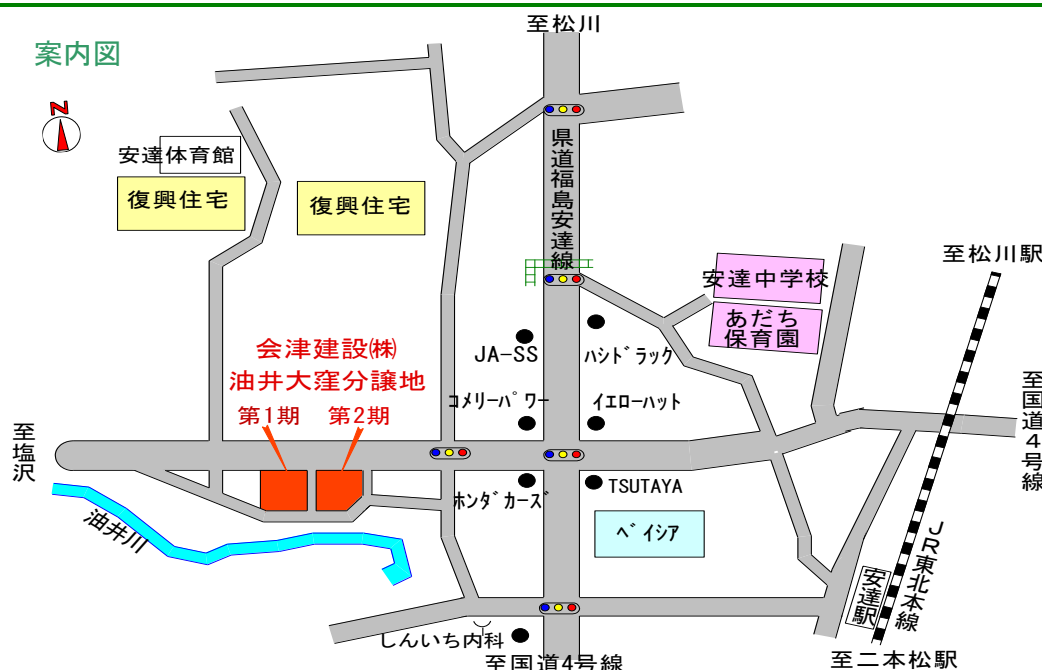 至松川
案内図
N
県道福島安達線
安達体育館
復興住宅
復興住宅
安達中学校
あだち
保育園
至松川駅
会津建設㈱
油井大窪分譲地
第1期
第2期
JA-SS
ﾊｼﾄﾞﾗｯｸ
ｺﾒﾘｰﾊﾟﾜｰ
ｲｴﾛｰﾊｯﾄ
至国道4号線
至塩沢
ﾎﾝﾀﾞｶｰｽﾞ
TSUTAYA
ﾍﾞｲｼｱ
油井川
JR東北本線
安達駅
しんいち内科
至国道4号線
至二本松駅